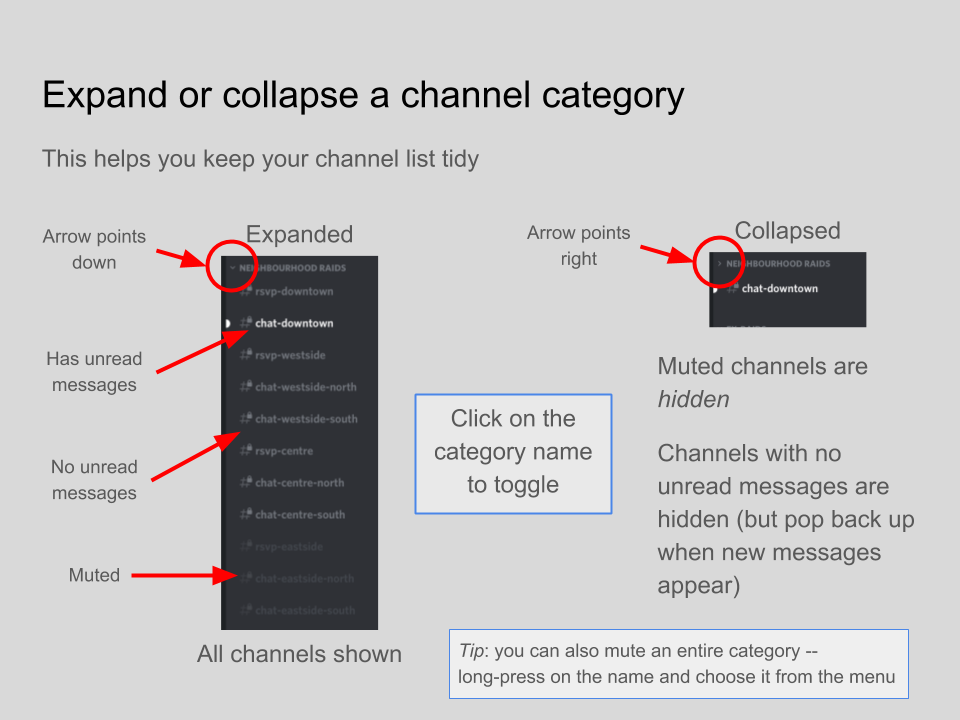 Expand or collapse a channel category
This helps you keep your channel list tidy
Arrow points
down
Expanded
NEIGHBOURHOOD RAIDS
rsvp-downtown
chat-downtown
rsvp-westside
chat-westside-north
chat-westside-south
rsvp-centre
chat-centre-north
chat-centre-south
rsvp-eastside
chat-eastside-north
chat-eastside-south
Has unread
messages
No unread
messages
Muted
All channels shown
Click on the
category name
to toggle
Arrow points
right
Collapsed
NEIGHBOURHOOD RAIDS
chat-downtown
Muted channels are
hidden
Channels with no
unread messages are
hidden (but pop back up
when new messages
appear)
Tip: you can also mute an entire category --
long-press on the name and choose it from the menu